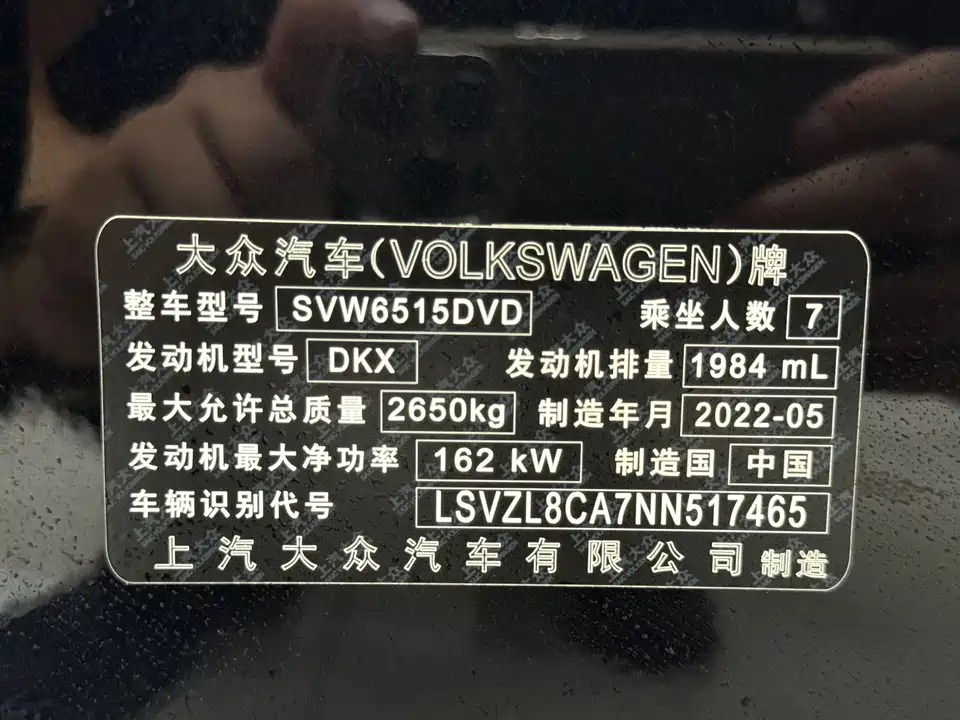 大众汽车(VOLKSWAGEN)牌
整车型号 SVW6515DVD 乘坐人数 7
发动机型号 DKX 发动机排量 1984 mL
最大允许总质量 2650kg 制造年月 2022-05
发动机最大净功率 162 kW 制造国 中国
车辆识别代号 LSVZL8CA7NN517465
上汽大众汽车有限公司 制造